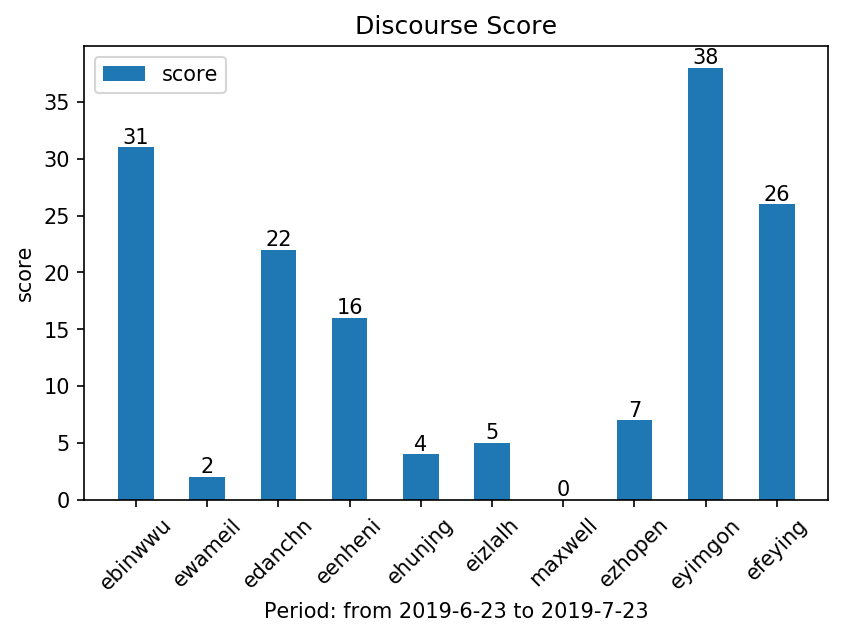 Discourse Score
score
38
35
31
30
26
25
22
20
score
16
15
10
7
5
5
4
2
0
0
ebinwwu
ewameil
edanchn
eenheni
ehunjng
eizlalh
maxwell
ezhopen
eyimgon
efeying
Period: from 2019-6-23 to 2019-7-23